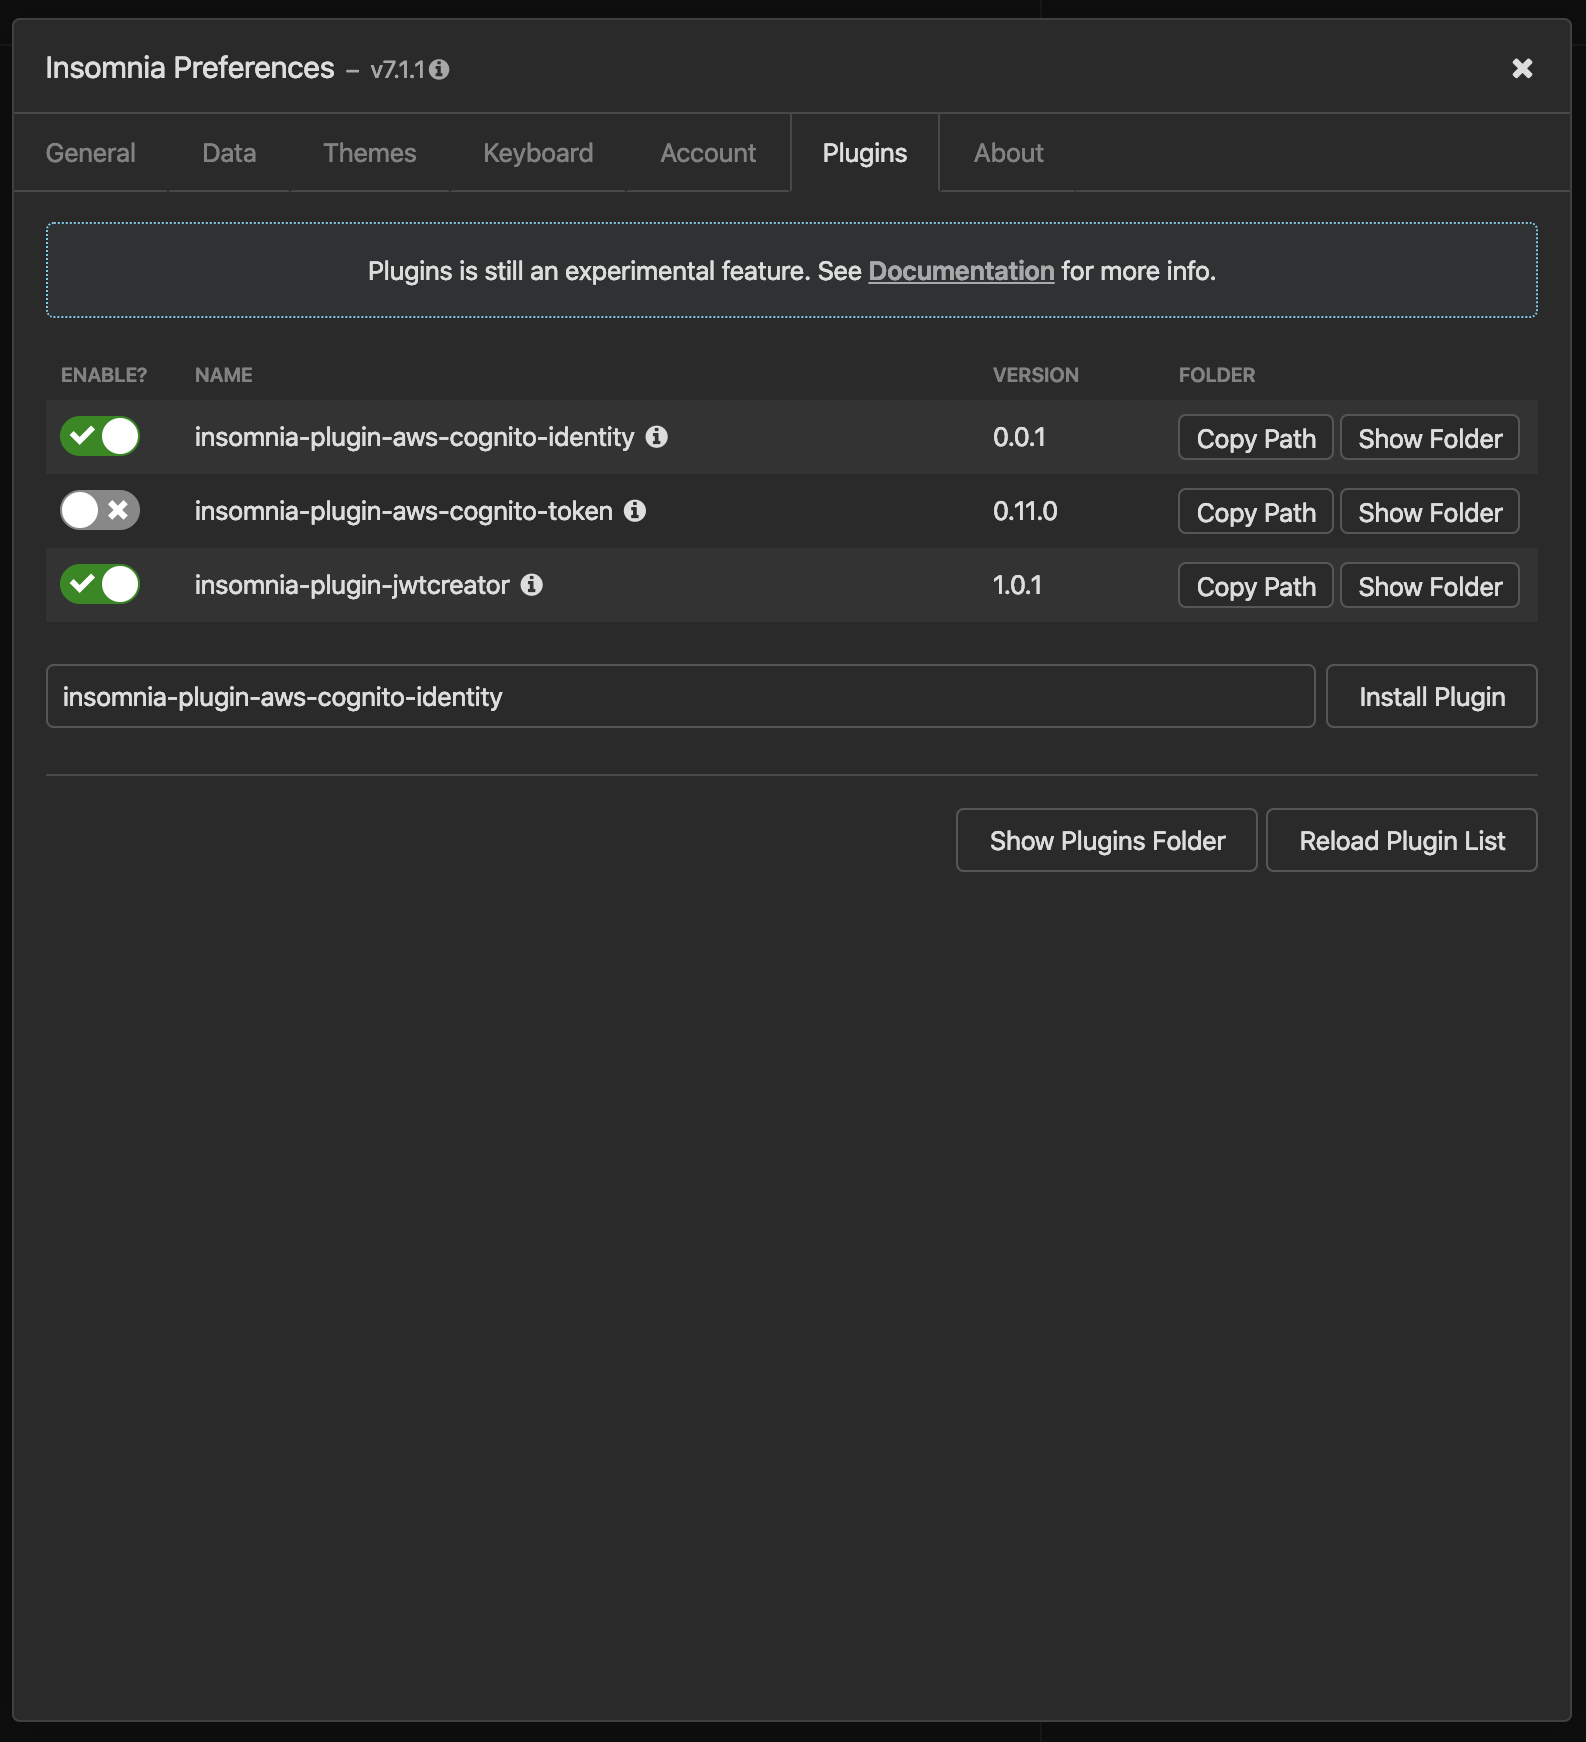 Insomnia Preferences – v7.1.1
General Data Themes Keyboard Account Plugins About
Plugins is still an experimental feature. See Documentation for more info.
ENABLE? NAME VERSION FOLDER
insomnia-plugin-aws-cognito-identity 0.0.1 Copy Path Show Folder
insomnia-plugin-aws-cognito-token 0.11.0 Copy Path Show Folder
insomnia-plugin-jwtcreator 1.0.1 Copy Path Show Folder
insomnia-plugin-aws-cognito-identity Install Plugin
Show Plugins Folder Reload Plugin List